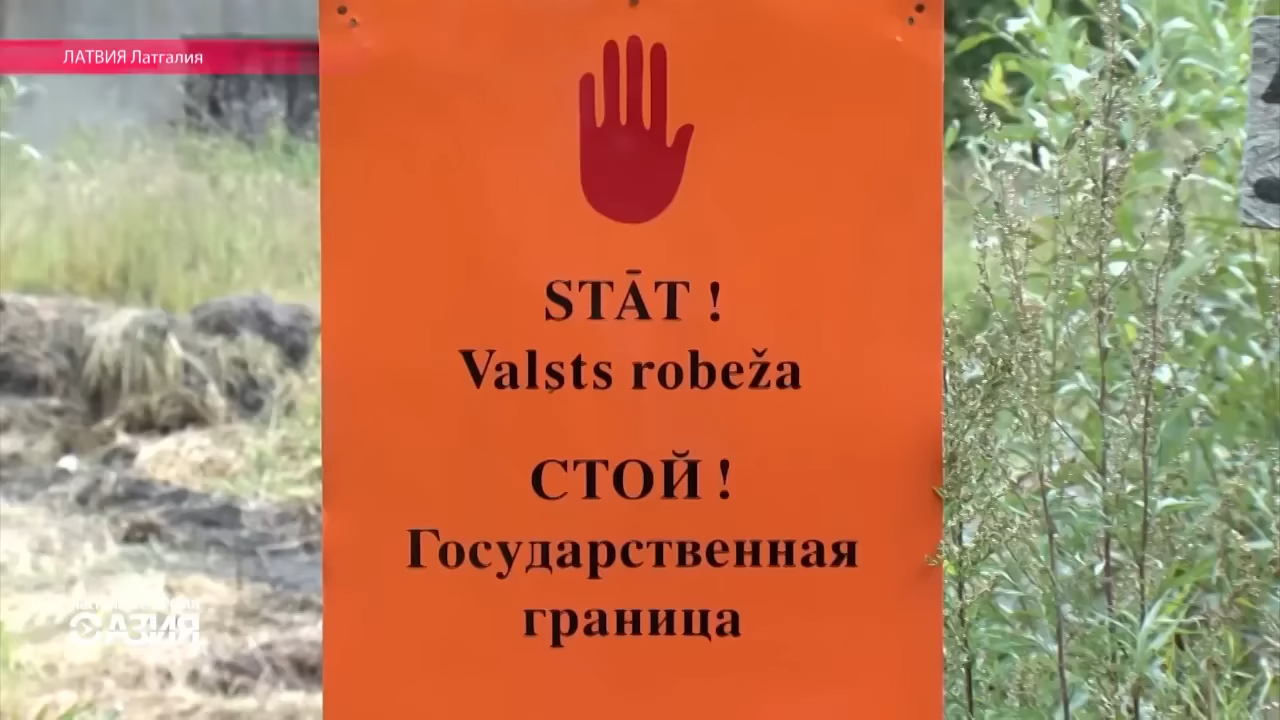 ЛАТВИЯ Латгалия
STĀT !
Valsts robeža
СТОЙ !
Государственная
граница
АЗИЯ